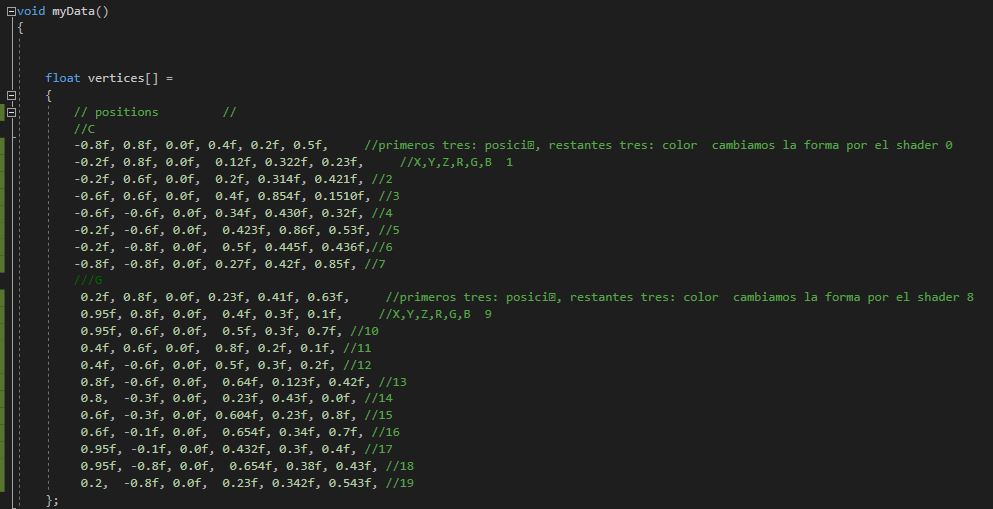 void myData()
{
float vertices[] =
{
// positions //
//C
-0.8f, 0.8f, 0.0f, 0.4f, 0.2f, 0.5f, //primeros tres: posici�, restantes tres: color cambiamos la forma por el shader 0
-0.2f, 0.8f, 0.0f, 0.12f, 0.322f, 0.23f, //X,Y,Z,R,G,B 1
-0.2f, 0.6f, 0.0f, 0.2f, 0.314f, 0.421f, //2
-0.6f, 0.6f, 0.0f, 0.4f, 0.854f, 0.1510f, //3
-0.6f, -0.6f, 0.0f, 0.34f, 0.430f, 0.32f, //4
-0.2f, -0.6f, 0.0f, 0.423f, 0.86f, 0.53f, //5
-0.2f, -0.8f, 0.0f, 0.5f, 0.445f, 0.436f,//6
-0.8f, -0.8f, 0.0f, 0.27f, 0.42f, 0.85f, //7
///G
0.2f, 0.8f, 0.0f, 0.23f, 0.41f, 0.63f, //primeros tres: posici�, restantes tres: color cambiamos la forma por el shader 8
0.95f, 0.8f, 0.0f, 0.4f, 0.3f, 0.1f, //X,Y,Z,R,G,B 9
0.95f, 0.6f, 0.0f, 0.5f, 0.3f, 0.7f, //10
0.4f, 0.6f, 0.0f, 0.8f, 0.2f, 0.1f, //11
0.4f, -0.6f, 0.0f, 0.5f, 0.3f, 0.2f, //12
0.8f, -0.6f, 0.0f, 0.64f, 0.123f, 0.42f, //13
0.8, -0.3f, 0.0f, 0.23f, 0.43f, 0.0f, //14
0.6f, -0.3f, 0.0f, 0.604f, 0.23f, 0.8f, //15
0.6f, -0.1f, 0.0f, 0.654f, 0.34f, 0.7f, //16
0.95f, -0.1f, 0.0f, 0.432f, 0.3f, 0.4f, //17
0.95f, -0.8f, 0.0f, 0.654f, 0.38f, 0.43f, //18
0.2, -0.8f, 0.0f, 0.23f, 0.342f, 0.543f, //19
};